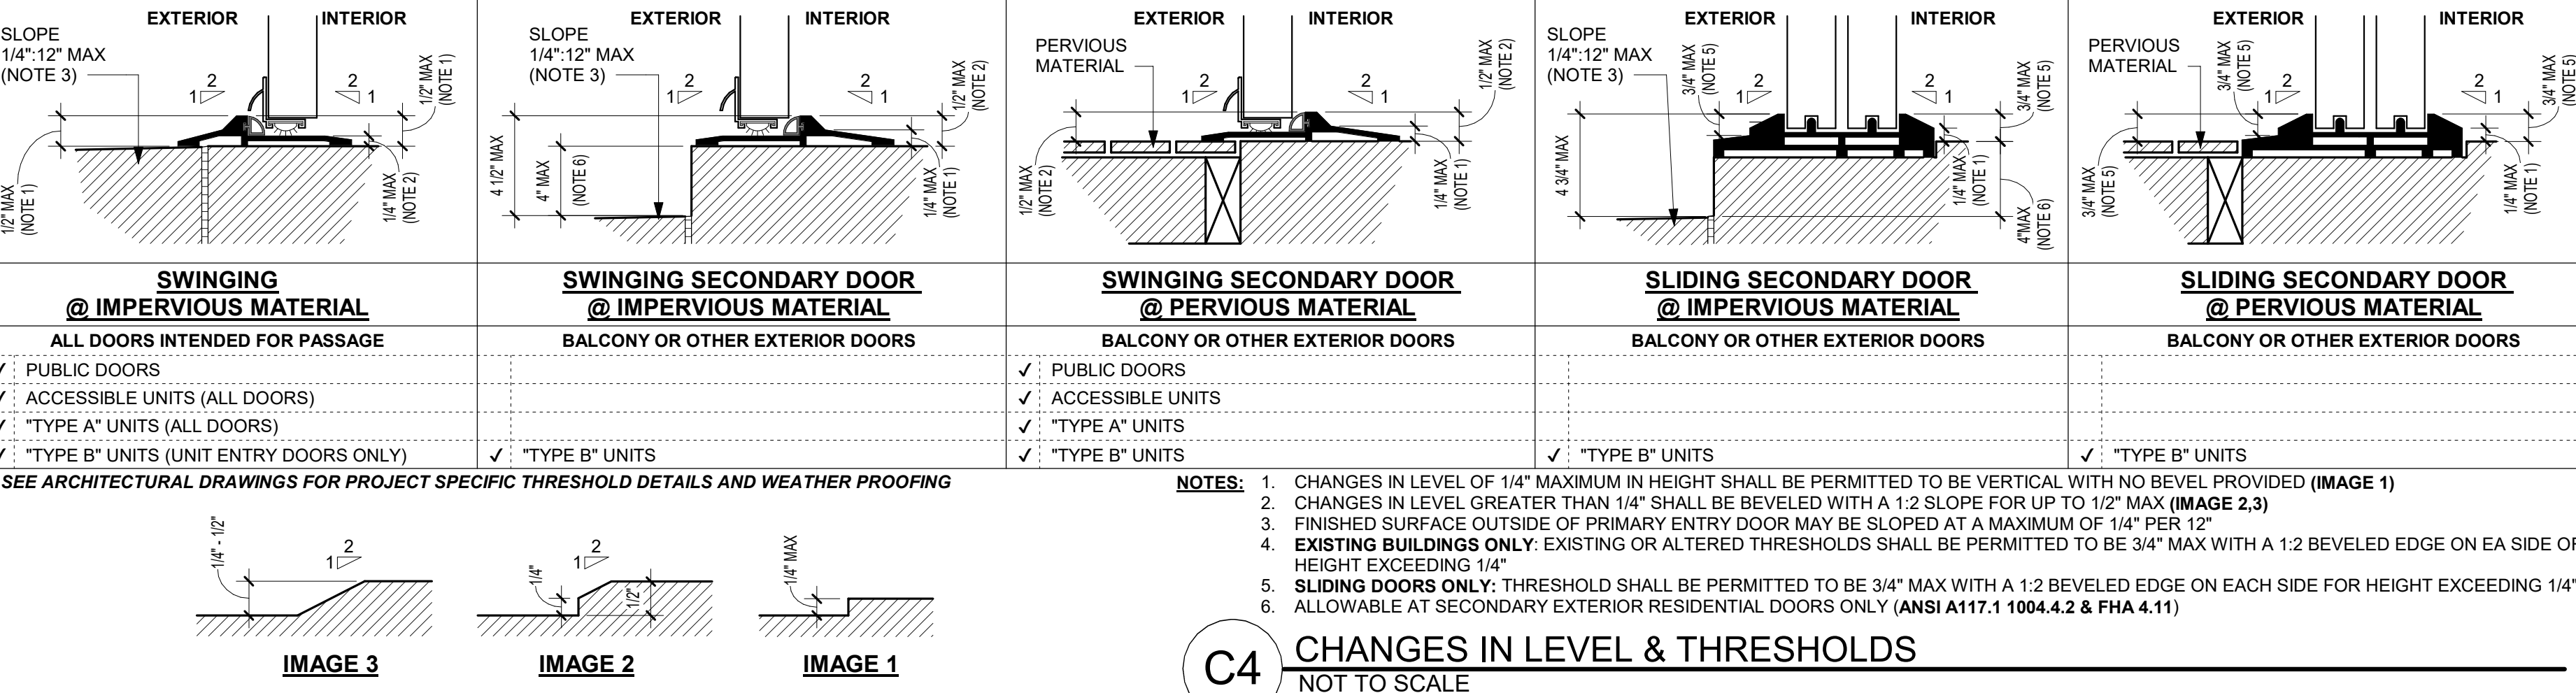 EXTERIOR
INTERIOR
SLOPE
1/4":12" MAX
(NOTE 3)
2
1
2
1
1/2" MAX
(NOTE 1)
1/2" MAX
(NOTE 1)
1/4" MAX
(NOTE 2)
SWINGING
@ IMPERVIOUS MATERIAL
ALL DOORS INTENDED FOR PASSAGE
✓ PUBLIC DOORS
✓ ACCESSIBLE UNITS (ALL DOORS)
✓ "TYPE A" UNITS (ALL DOORS)
✓ "TYPE B" UNITS (UNIT ENTRY DOORS ONLY)
EXTERIOR
INTERIOR
SLOPE
1/4":12" MAX
(NOTE 3)
2
1
2
1
1/2" MAX
(NOTE 2)
4 1/2" MAX
4" MAX
(NOTE 6)
1/4" MAX
(NOTE 1)
SWINGING SECONDARY DOOR
@ IMPERVIOUS MATERIAL
BALCONY OR OTHER EXTERIOR DOORS
✓ "TYPE B" UNITS
EXTERIOR
INTERIOR
PERVIOUS
MATERIAL
2
1
2
1
1/2" MAX
(NOTE 2)
1/2" MAX
(NOTE 2)
1/4" MAX
(NOTE 1)
SWINGING SECONDARY DOOR
@ PERVIOUS MATERIAL
BALCONY OR OTHER EXTERIOR DOORS
✓ PUBLIC DOORS
✓ ACCESSIBLE UNITS
✓ "TYPE A" UNITS
✓ "TYPE B" UNITS
EXTERIOR
INTERIOR
SLOPE
1/4":12" MAX
(NOTE 3)
3/4" MAX
(NOTE 5)
2
1
2
1
3/4" MAX
(NOTE 5)
4 3/4" MAX
1/4" MAX
(NOTE 1)
4"MAX
(NOTE 6)
SLIDING SECONDARY DOOR
@ IMPERVIOUS MATERIAL
BALCONY OR OTHER EXTERIOR DOORS
✓ "TYPE B" UNITS
EXTERIOR
INTERIOR
PERVIOUS
MATERIAL
3/4" MAX
(NOTE 5)
2
1
2
1
3/4" MAX
(NOTE 5)
3/4" MAX
(NOTE 5)
1/4" MAX
(NOTE 1)
SLIDING SECONDARY DOOR
@ PERVIOUS MATERIAL
BALCONY OR OTHER EXTERIOR DOORS
✓ "TYPE B" UNITS
SEE ARCHITECTURAL DRAWINGS FOR PROJECT SPECIFIC THRESHOLD DETAILS AND WEATHER PROOFING
1/4" - 1/2"
2
1
IMAGE 3
1/4"
2
1
1/2"
IMAGE 2
1/4" MAX
IMAGE 1
NOTES: 1. CHANGES IN LEVEL OF 1/4" MAXIMUM IN HEIGHT SHALL BE PERMITTED TO BE VERTICAL WITH NO BEVEL PROVIDED (IMAGE 1)
2. CHANGES IN LEVEL GREATER THAN 1/4" SHALL BE BEVELED WITH A 1:2 SLOPE FOR UP TO 1/2" MAX (IMAGE 2,3)
3. FINISHED SURFACE OUTSIDE OF PRIMARY ENTRY DOOR MAY BE SLOPED AT A MAXIMUM OF 1/4" PER 12"
4. EXISTING BUILDINGS ONLY: EXISTING OR ALTERED THRESHOLDS SHALL BE PERMITTED TO BE 3/4" MAX WITH A 1:2 BEVELED EDGE ON EA SIDE OF
HEIGHT EXCEEDING 1/4"
5. SLIDING DOORS ONLY: THRESHOLD SHALL BE PERMITTED TO BE 3/4" MAX WITH A 1:2 BEVELED EDGE ON EACH SIDE FOR HEIGHT EXCEEDING 1/4"
6. ALLOWABLE AT SECONDARY EXTERIOR RESIDENTIAL DOORS ONLY (ANSI A117.1 1004.4.2 & FHA 4.11)
C4
CHANGES IN LEVEL & THRESHOLDS
NOT TO SCALE